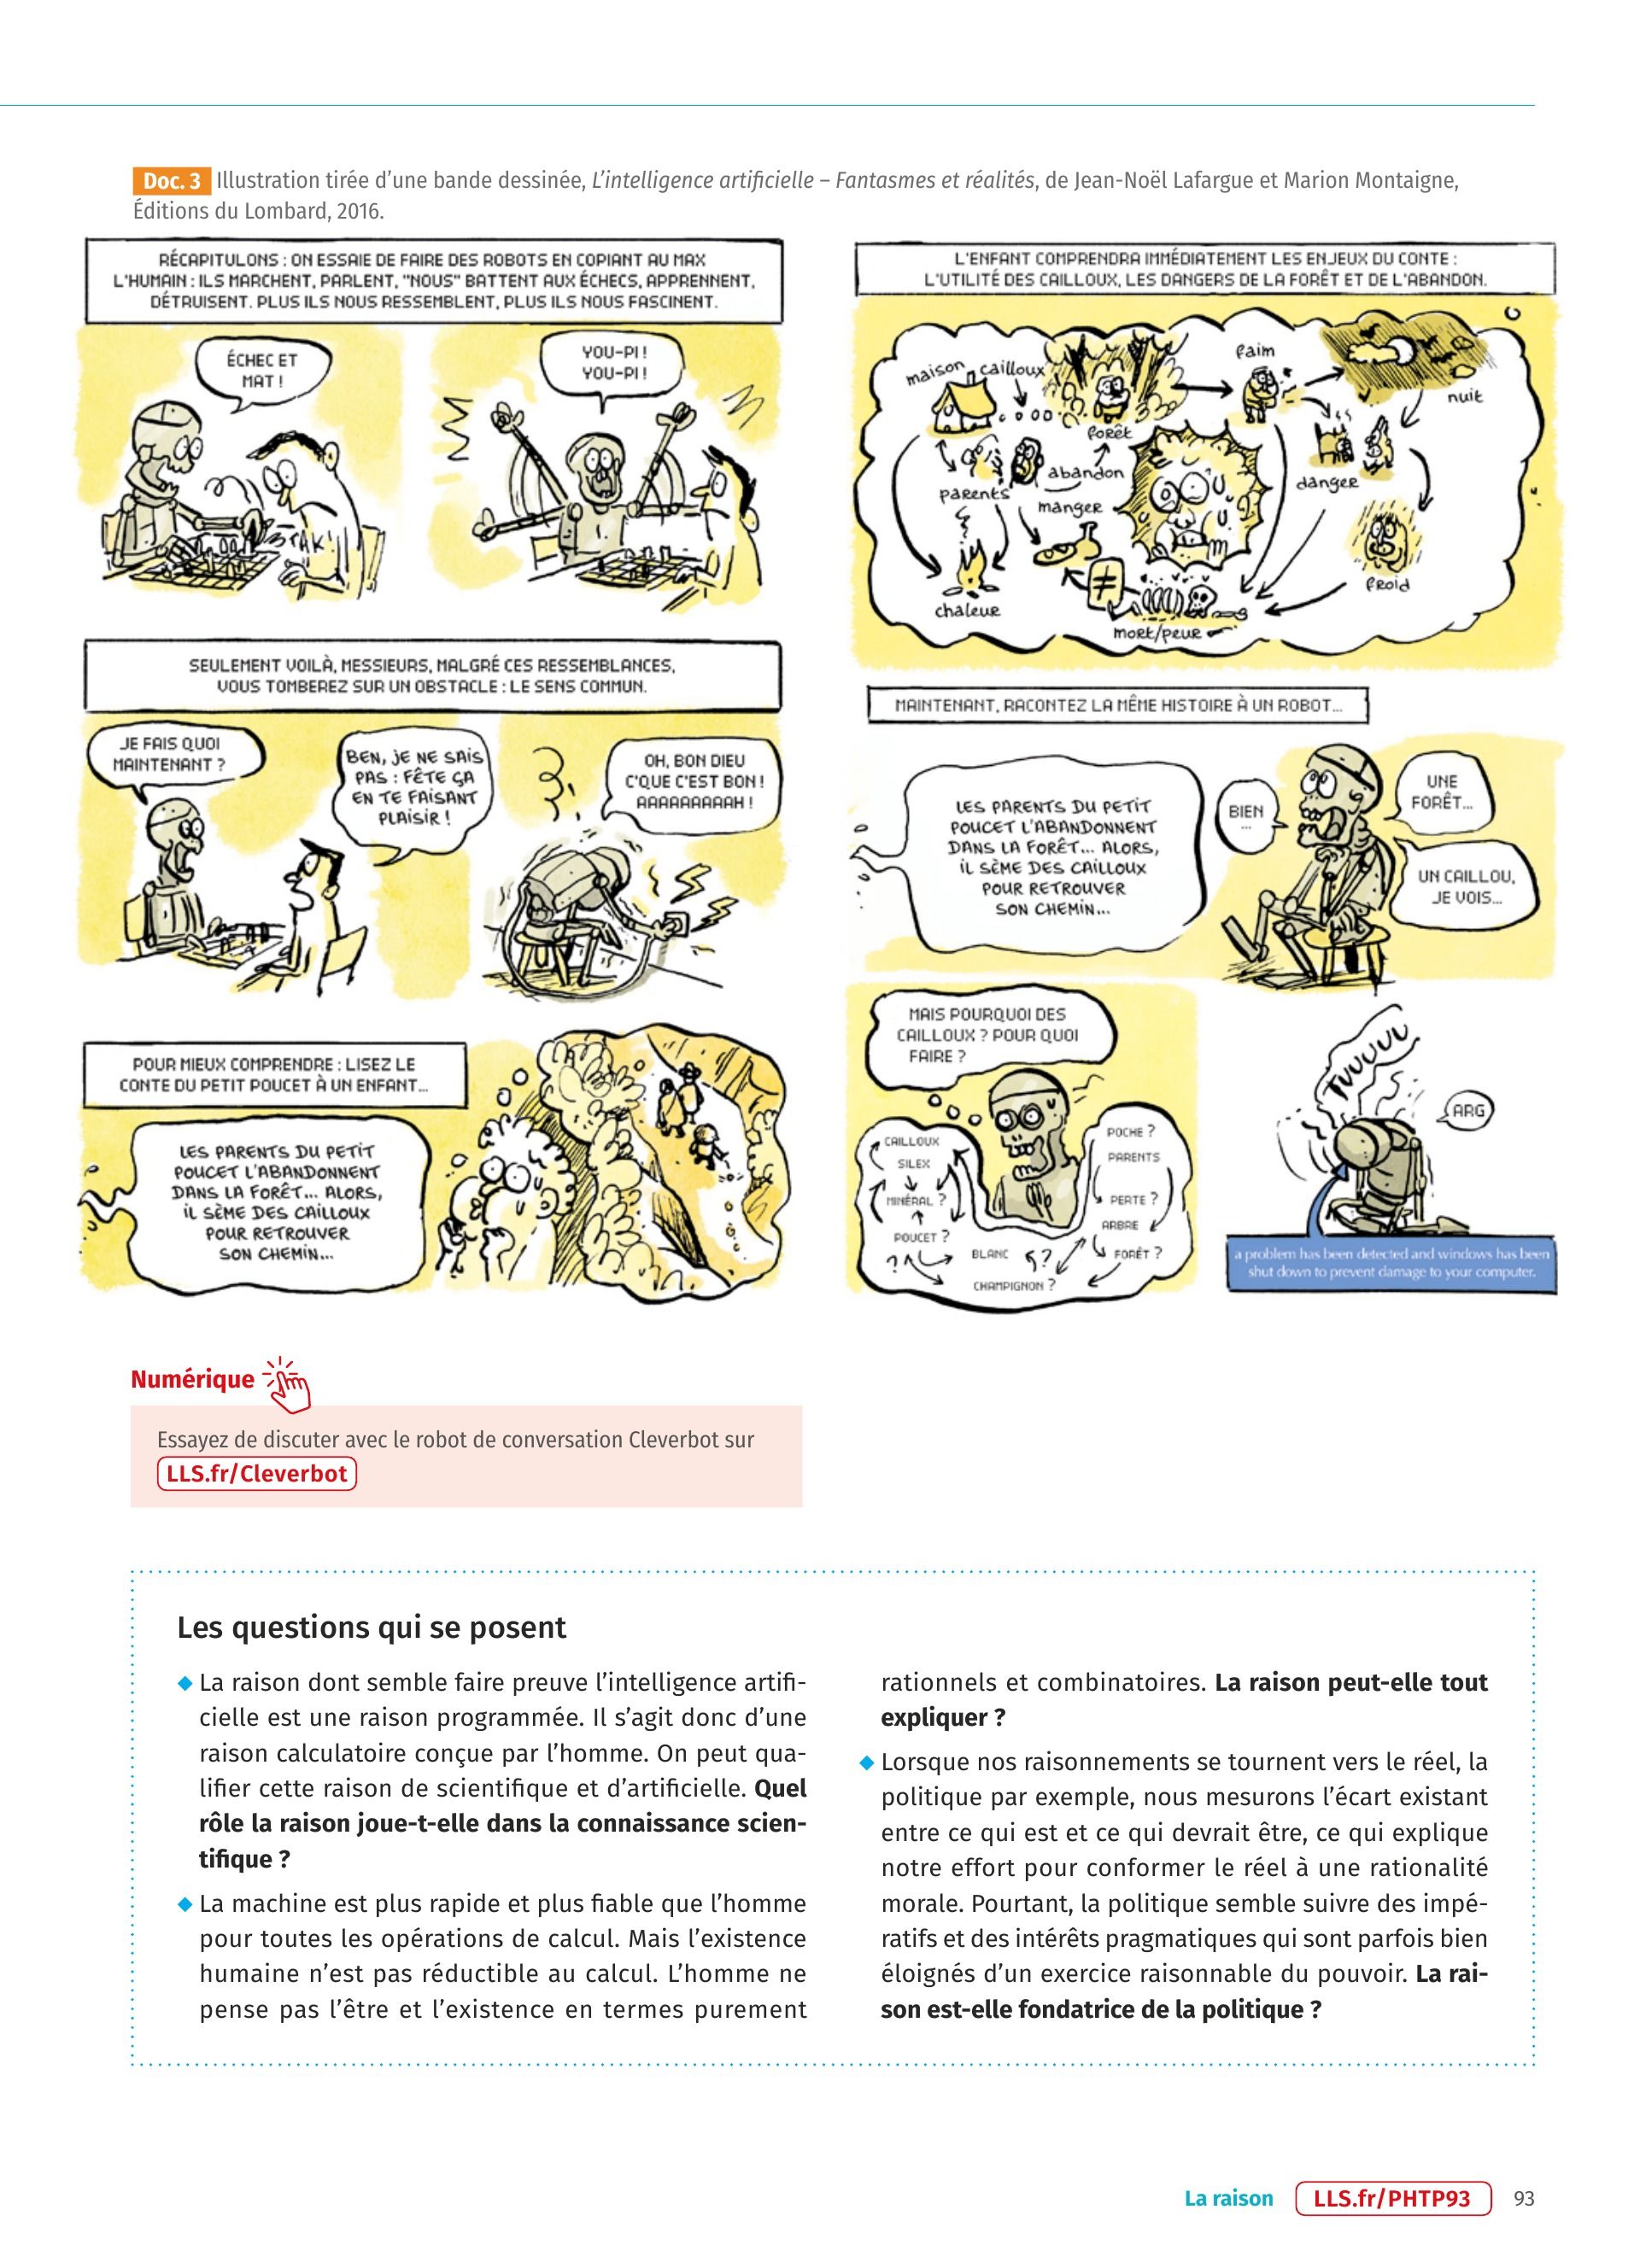 Doc. 3 Illustration tirée d'une bande dessinée, L'intelligence artificielle – Fantasmes et réalités, de Jean-Noël Lafargue et Marion Montaigne,
Éditions du Lombard, 2016.
RÉCAPITULONS : ON ESSAIE DE FAIRE DES ROBOTS EN COPIANT AU MAX
L'HUMAIN : ILS MARCHENT, PARLENT, "NOUS" BATTENT AUX ÉCHECS, APPRENNENT,
DÉTRUISENT. PLUS ILS NOUS RESSEMBLENT, PLUS ILS NOUS FASCINENT.
ÉCHEC ET
MAT !
STAK
YOU-PI !
YOU-PI !
SEULEMENT VOILÀ, MESSIEURS, MALGRÉ CES RESSEMBLANCES,
VOUS TOMBEREZ SUR UN OBSTACLE : LE SENS COMMUN.
JE FAIS QUOI
MAINTENANT ?
BEN, JE NE SAIS
PAS : FÊTE ÇA
EN TE FAISANT
PLAISIR !
OH, BON DIEU
C'QUE C'EST BON !
AAAAAAAAAH !
POUR MIEUX COMPRENDRE : LISEZ LE
CONTE DU PETIT POUCET À UN ENFANT...
LES PARENTS DU PETIT
POUCET L'ABANDONNENT
DANS LA FORÊT... ALORS,
IL SÈME DES CAILLOUX
POUR RETROUVER
SON CHEMIN...
L'ENFANT COMPRENDRA IMMÉDIATEMENT LES ENJEUX DU CONTE :
L'UTILITÉ DES CAILLOUX, LES DANGERS DE LA FORÊT ET DE L'ABANDON.
maison
cailloux
forêt
faim
nuit
parents
abandon
manger
danger
froid
chaleur
≠
mort/peur
MAINTENANT, RACONTEZ LA MÊME HISTOIRE À UN ROBOT...
LES PARENTS DU PETIT
POUCET L'ABANDONNENT
DANS LA FORÊT... ALORS,
IL SÈME DES CAILLOUX
POUR RETROUVER
SON CHEMIN...
BIEN
...
UNE
FORÊT...
UN CAILLOU,
JE VOIS...
MAIS POURQUOI DES
CAILLOUX ? POUR QUOI
FAIRE ?
CAILLOUX
SILEX
MINÉRAL ?
POUCET ?
??
BLANC
?
CHAMPIGNON ?
POCHE ?
PARENTS
PERTE ?
ARBRE
FORÊT ?
TVUUUU
ARG
a problem has been detected and windows has been
shut down to prevent damage to your computer.
Numérique
Essayez de discuter avec le robot de conversation Cleverbot sur
LLS.fr/Cleverbot
Les questions qui se posent
◆ La raison dont semble faire preuve l'intelligence artifi-
cielle est une raison programmée. Il s'agit donc d'une
raison calculatoire conçue par l'homme. On peut qua-
lifier cette raison de scientifique et d'artificielle. Quel
rôle la raison joue-t-elle dans la connaissance scien-
tifique ?
◆ La machine est plus rapide et plus fiable que l'homme
pour toutes les opérations de calcul. Mais l'existence
humaine n'est pas réductible au calcul. L'homme ne
pense pas l'être et l'existence en termes purement
rationnels et combinatoires. La raison peut-elle tout
expliquer ?
◆ Lorsque nos raisonnements se tournent vers le réel, la
politique par exemple, nous mesurons l'écart existant
entre ce qui est et ce qui devrait être, ce qui explique
notre effort pour conformer le réel à une rationalité
morale. Pourtant, la politique semble suivre des impé-
ratifs et des intérêts pragmatiques qui sont parfois bien
éloignés d'un exercice raisonnable du pouvoir. La rai-
son est-elle fondatrice de la politique ?
La raison LLS.fr/PHTP93 93